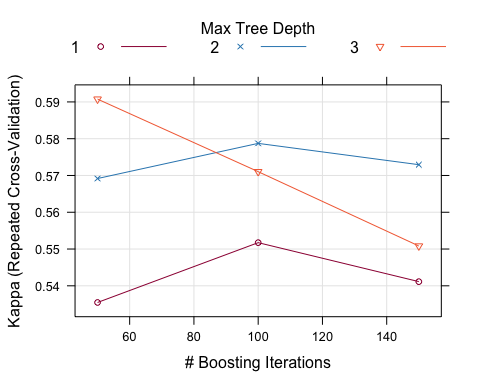 Max Tree Depth
1 2 3
Kappa (Repeated Cross-Validation)
0.59
0.58
0.57
0.56
0.55
0.54
60 80 100 120 140
# Boosting Iterations